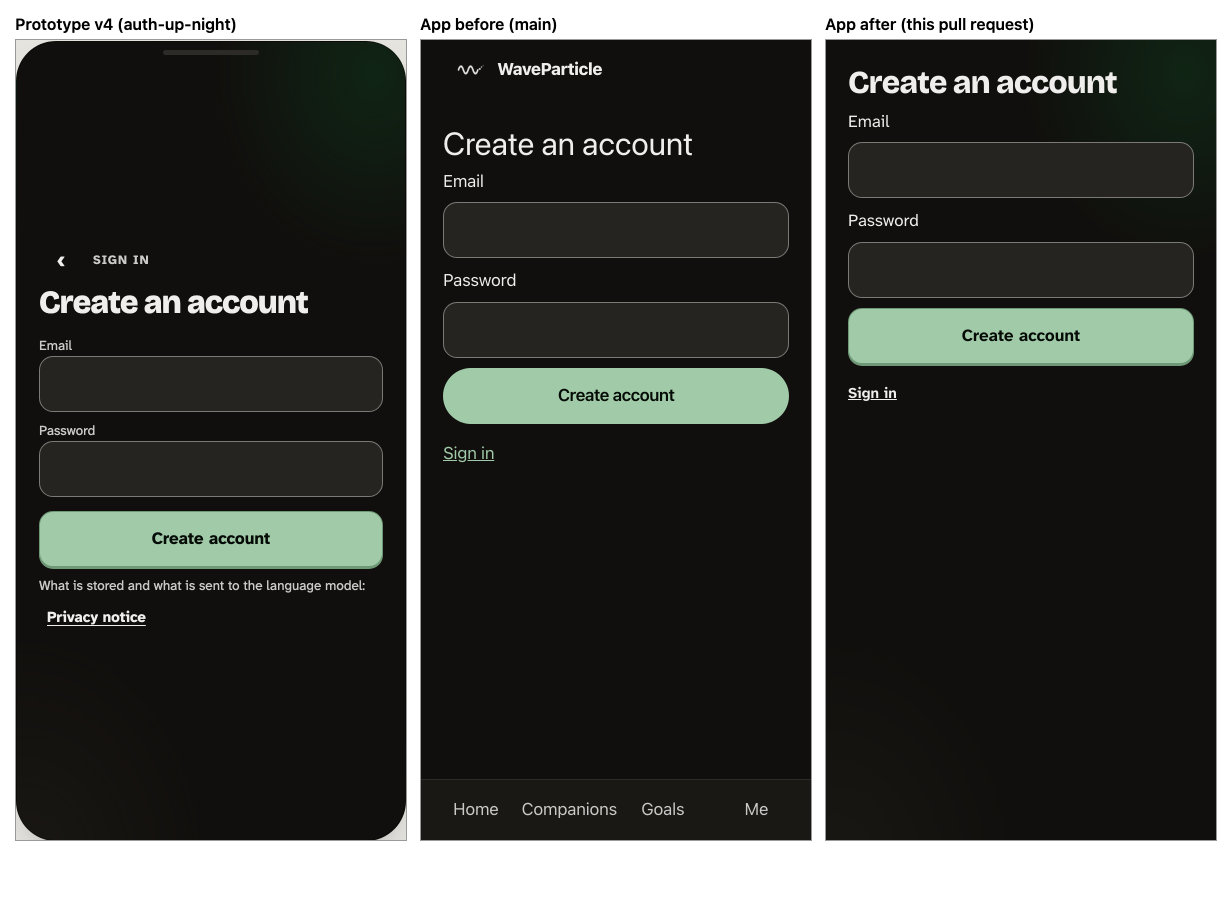 Prototype v4 (auth-up-night)
‹ SIGN IN
Create an account
Email
Password
Create account
What is stored and what is sent to the language model:
Privacy notice
App before (main)
WaveParticle
Create an account
Email
Password
Create account
Sign in
Home Companions Goals Me
App after (this pull request)
Create an account
Email
Password
Create account
Sign in